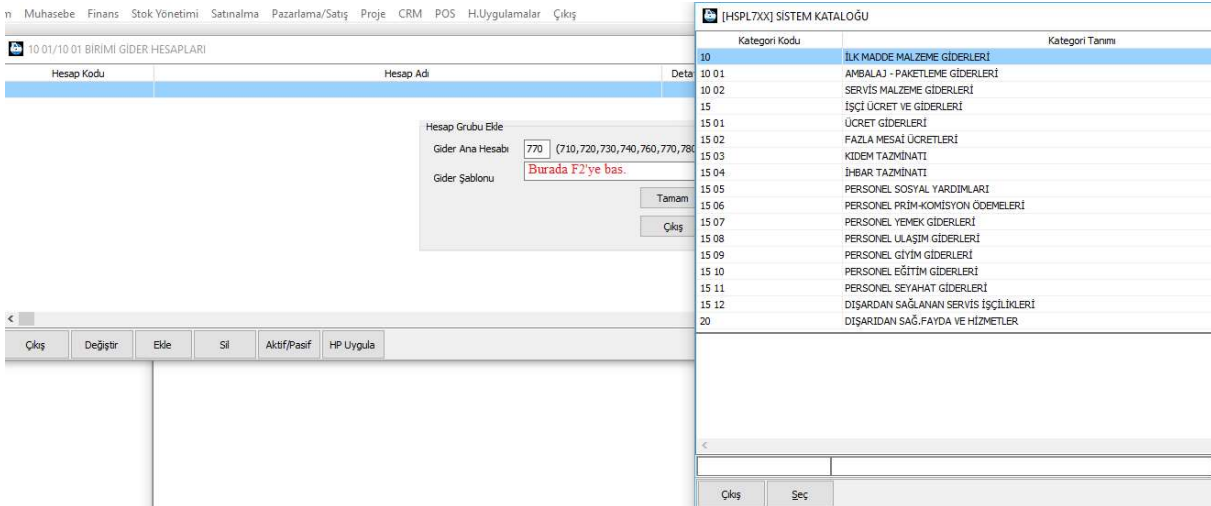 Muhasebe Finans Stok Yönetimi Satınalma Pazarlama/Satış Proje CRM POS H.Uygulamalar Çıkış
10 01/10 01 BİRİMİ GİDER HESAPLARI
Hesap Kodu Hesap Adı Deta
Hesap Grubu Ekle
Gider Ana Hesabı 770 (710,720,730,740,760,770,780
Gider Şablonu Burada F2'ye bas.
Tamam
Çıkış
Çıkış Değiştir Ekle Sil Aktif/Pasif HP Uygula
[HSPL7XX] SİSTEM KATALOĞU
Kategori Kodu Kategori Tanımı
10 İLK MADDE MALZEME GİDERLERİ
10 01 AMBALAJ - PAKETLEME GİDERLERİ
10 02 SERVİS MALZEME GİDERLERİ
15 İŞÇİ ÜCRET VE GİDERLERİ
15 01 ÜCRET GİDERLERİ
15 02 FAZLA MESAİ ÜCRETLERİ
15 03 KIDEM TAZMİNATI
15 04 İHBAR TAZMİNATI
15 05 PERSONEL SOSYAL YARDIMLARI
15 06 PERSONEL PRİM-KOMİSYON ÖDEMELERİ
15 07 PERSONEL YEMEK GİDERLERİ
15 08 PERSONEL ULAŞIM GİDERLERİ
15 09 PERSONEL GİYİM GİDERLERİ
15 10 PERSONEL EĞİTİM GİDERLERİ
15 11 PERSONEL SEYAHAT GİDERLERİ
15 12 DIŞARDAN SAĞLANAN SERVİS İŞÇİLİKLERİ
20 DIŞARIDAN SAĞ.FAYDA VE HİZMETLER
Çıkış Seç